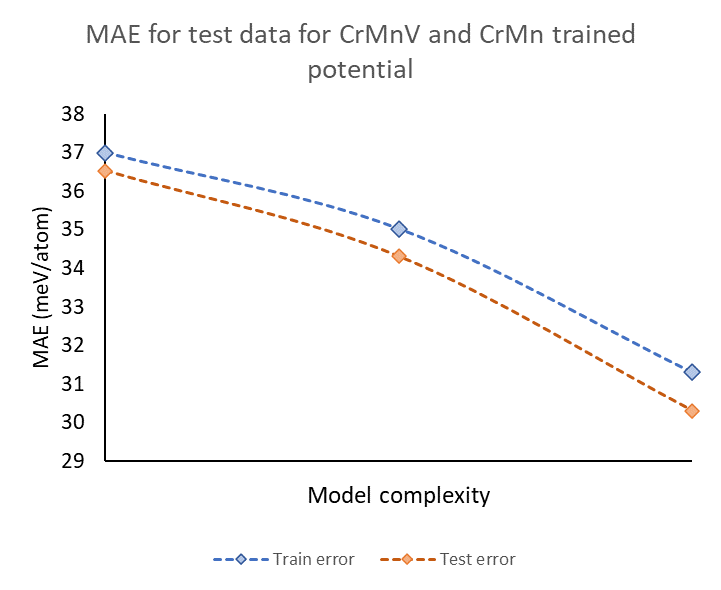 MAE for test data for CrMnV and CrMn trained
potential
38
37
36
35
34
33
32
31
30
29
MAE (meV/atom)
Model complexity
Train error
Test error